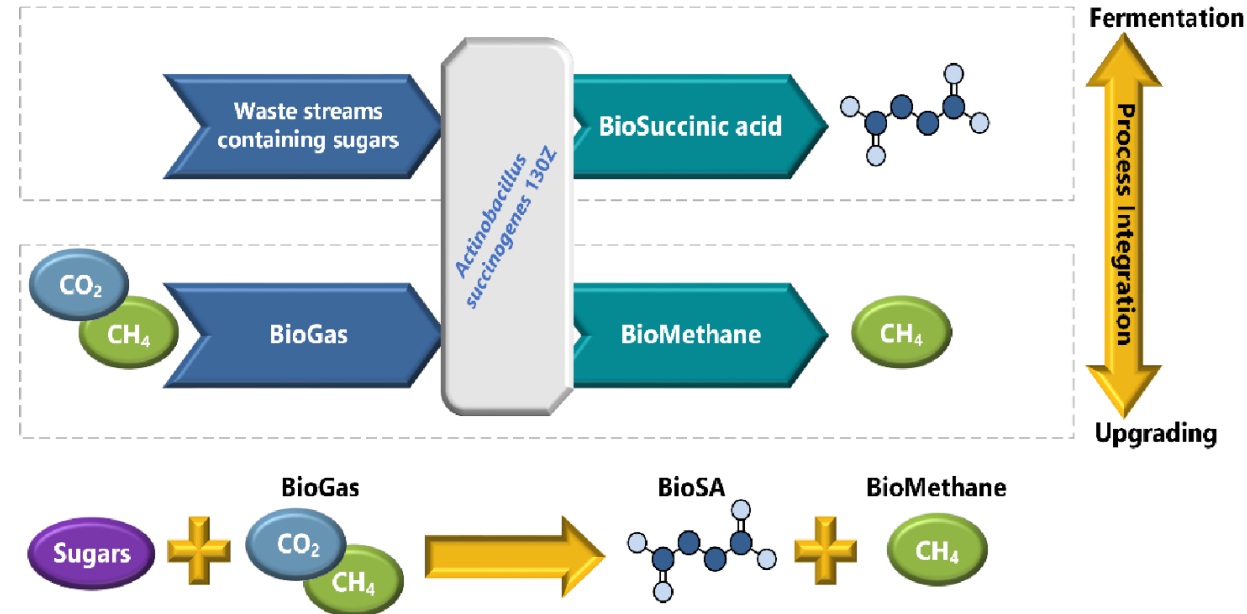 Fermentation
Waste streams
containing sugars
BioSuccinic acid
Actinobacillus
succinogenes 130Z
Process Integration
CO₂
CH₄
BioGas
BioMethane
CH₄
Upgrading
BioGas
BioSA
BioMethane
Sugars
CO₂
CH₄
CH₄